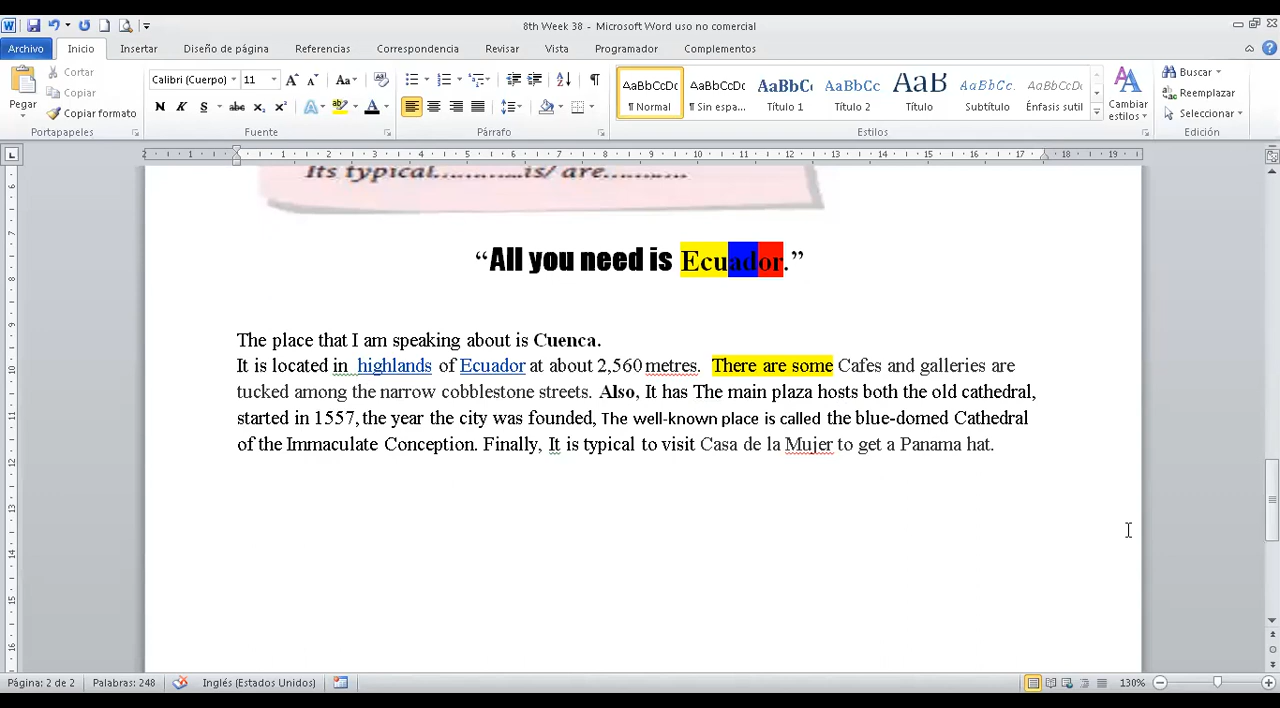 8th Week 38 - Microsoft Word uso no comercial
Archivo Inicio Insertar Diseño de página Referencias Correspondencia Revisar Vista Programador Complementos
Pegar Cortar Copiar Copiar formato Portapapeles
Calibri (Cuerpo) 11 Fuente
Párrafo
AaBbCcDc AaBbCcDc AaBbC AaBbCc AaB AaBbCc. AaBbCcDc
¶ Normal ¶ Sin espa... Título 1 Título 2 Título Subtítulo Énfasis sutil
Cambiar estilos Estilos
Buscar Reemplazar Seleccionar Edición
Its typical............is/ are...........
“All you need is Ecuador.”
The place that I am speaking about is Cuenca.
It is located in highlands of Ecuador at about 2,560 metres. There are some Cafes and galleries are
tucked among the narrow cobblestone streets. Also, It has The main plaza hosts both the old cathedral,
started in 1557, the year the city was founded, The well-known place is called the blue-domed Cathedral
of the Immaculate Conception. Finally, It is typical to visit Casa de la Mujer to get a Panama hat.
Página: 2 de 2 Palabras: 248 Inglés (Estados Unidos) 130%